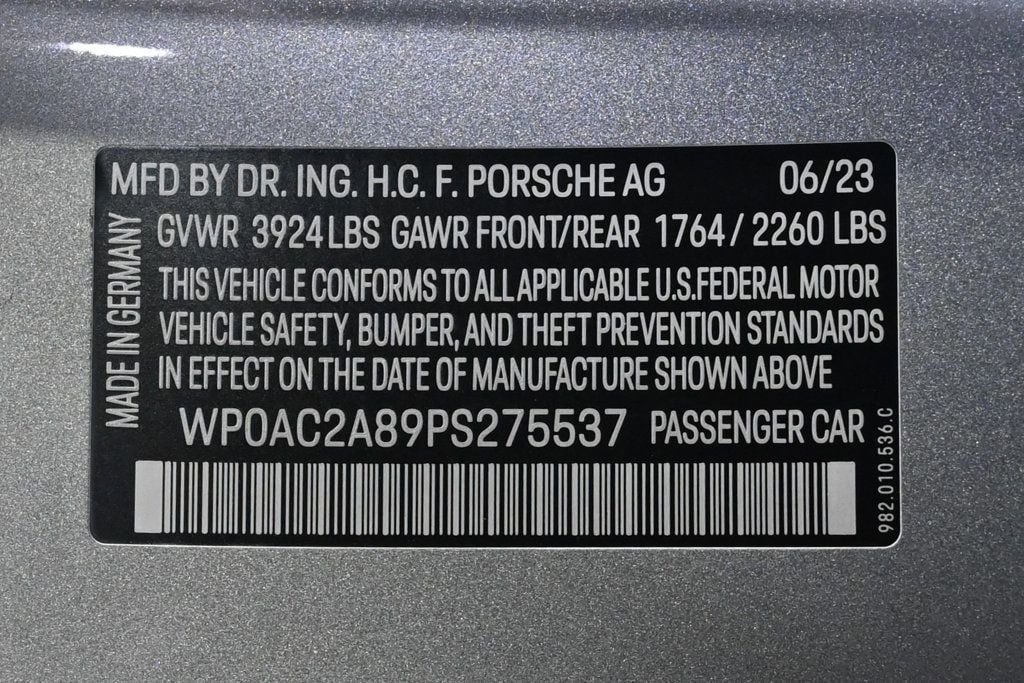 MFD BY DR. ING. H.C. F. PORSCHE AG 06/23
GVWR 3924 LBS GAWR FRONT/REAR 1764 / 2260 LBS
THIS VEHICLE CONFORMS TO ALL APPLICABLE U.S.FEDERAL MOTOR
VEHICLE SAFETY, BUMPER, AND THEFT PREVENTION STANDARDS
IN EFFECT ON THE DATE OF MANUFACTURE SHOWN ABOVE
WP0AC2A89PS275537 PASSENGER CAR
MADE IN GERMANY
982.010.536.C